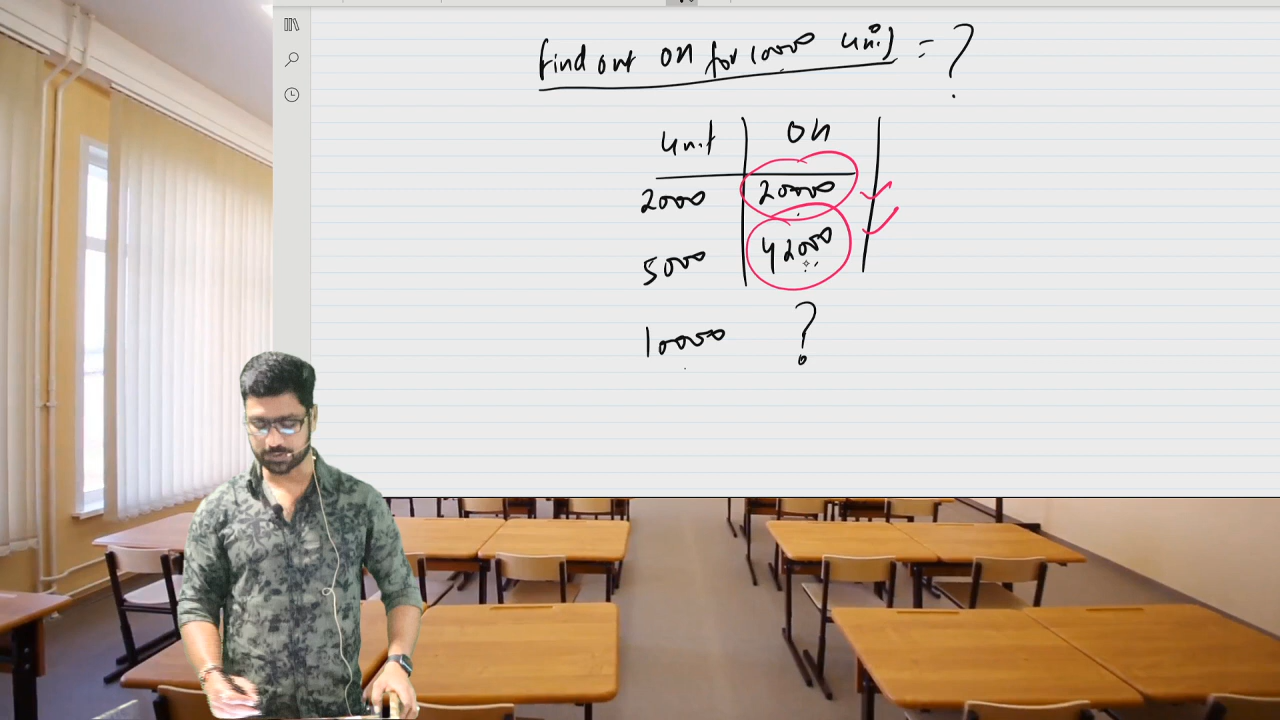 Find out OH for 10000 unit = ?
Unit OH
2000 20000
5000 42000
10000 ?